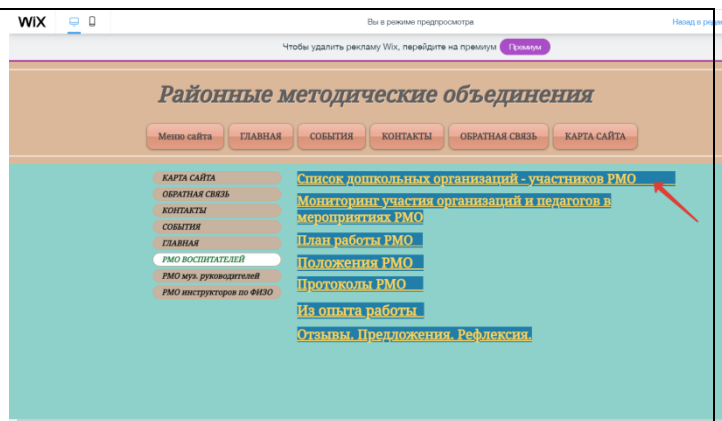 WiX
Вы в режиме предпросмотра
Назад в
Чтобы удалить рекламу Wix, перейдите на премиум Премиум
Районные методические объединения
Меню сайта ГЛАВНАЯ СОБЫТИЯ КОНТАКТЫ ОБРАТНАЯ СВЯЗЬ КАРТА САЙТА
КАРТА САЙТА
ОБРАТНАЯ СВЯЗЬ
КОНТАКТЫ
СОБЫТИЯ
ГЛАВНАЯ
РМО ВОСПИТАТЕЛЕЙ
РМО муз. руководителей
РМО инструкторов по ФИЗО
Список дошкольных организаций - участников РМО
Мониторинг участия организаций и педагогов в
мероприятиях РМО
План работы РМО
Положения РМО
Протоколы РМО
Из опыта работы
Отзывы. Предложения. Рефлексия.